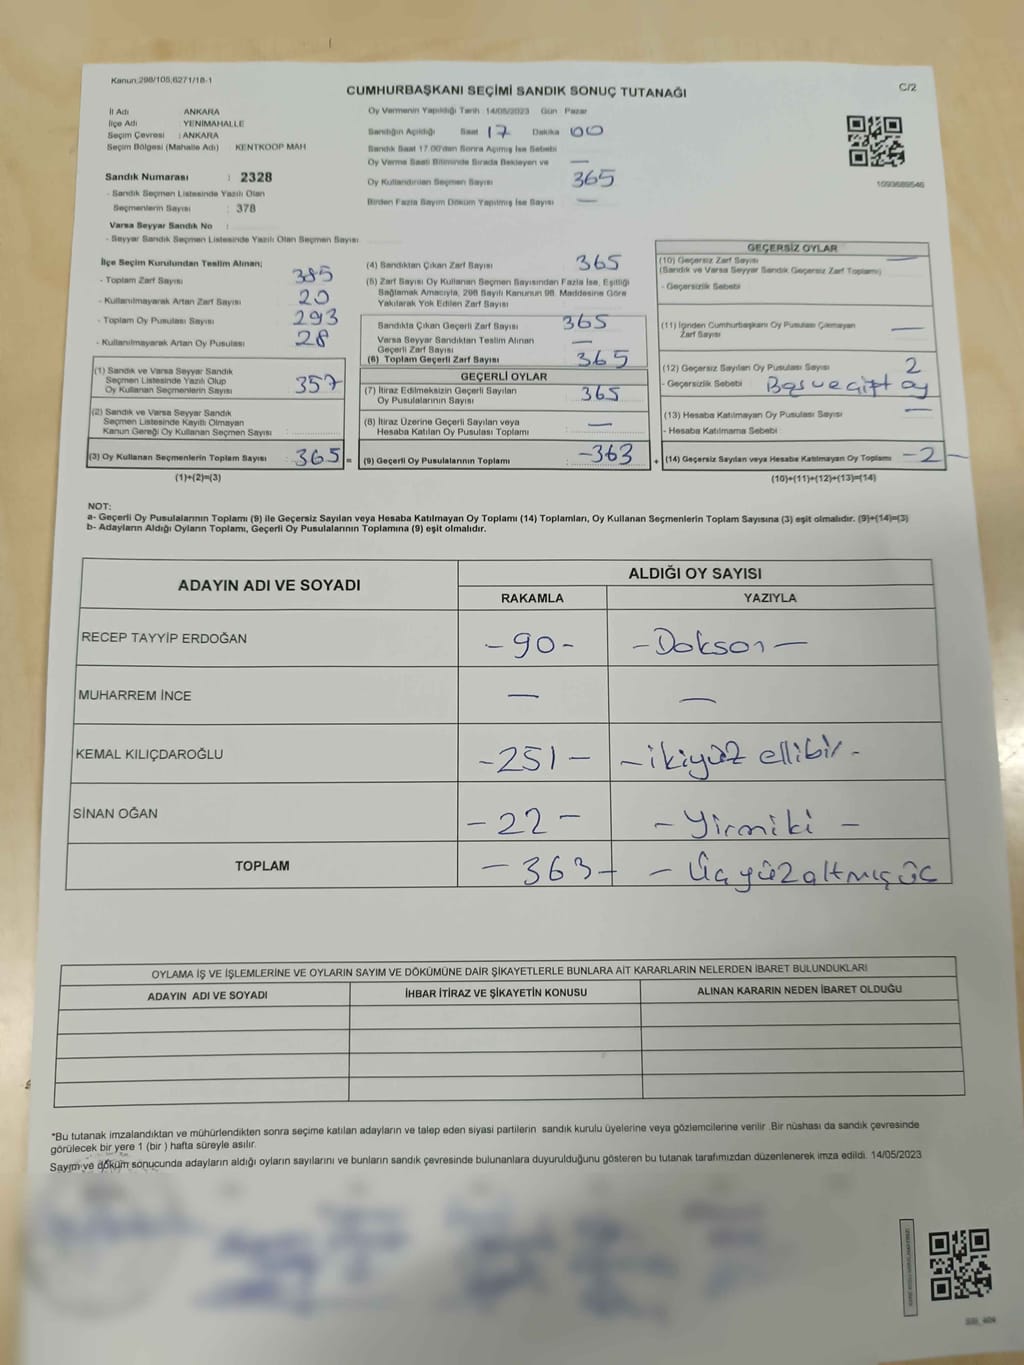 Kanun:298/105,6271/18-1
CUMHURBAŞKANI SEÇİMİ SANDIK SONUÇ TUTANAĞI
C/2
İl Adı ANKARA
İlçe Adı : YENİMAHALLE
Seçim Çevresi : ANKARA
Seçim Bölgesi (Mahalle Adı) : KENTKOOP MAH
Sandık Numarası : 2328
- Sandık Seçmen Listesinde Yazılı Olan
Seçmenlerin Sayısı : 378
Varsa Seyyar Sandık No :
- Seyyar Sandık Seçmen Listesinde Yazılı Olan Seçmen Sayısı
Oy Vermenin Yapıldığı Tarih 14/05/2023 Gün Pazar
Sandığın Açıldığı Saat 17 Dakika 00
Sandık Saat 17.00'dan Sonra Açılmış İse Sebebi
Oy Verme Saati Bitiminde Sırada Bekleyen ve —
Oy Kullandırılan Seçmen Sayısı 365
Birden Fazla Sayım Döküm Yapılmış İse Sayısı —
1093689546
İlçe Seçim Kurulundan Teslim Alınan;
- Toplam Zarf Sayısı : 385
- Kullanılmayarak Artan Zarf Sayısı : 20
- Toplam Oy Pusulası Sayısı : 293
- Kullanılmayarak Artan Oy Pusulası : 28
(1) Sandık ve Varsa Seyyar Sandık
Seçmen Listesinde Yazılı Olup
Oy Kullanan Seçmenlerin Sayısı : 357
(2) Sandık ve Varsa Seyyar Sandık
Seçmen Listesinde Kayıtlı Olmayan
Kanun Gereği Oy Kullanan Seçmen Sayısı :
(3) Oy Kullanan Seçmenlerin Toplam Sayısı : 365 =
(1)+(2)=(3)
(4) Sandıktan Çıkan Zarf Sayısı 365
(5) Zarf Sayısı Oy Kullanan Seçmen Sayısından Fazla İse, Eşitliği
Sağlamak Amacıyla, 298 Sayılı Kanunun 98. Maddesine Göre
Yakılarak Yok Edilen Zarf Sayısı
Sandıkta Çıkan Geçerli Zarf Sayısı 365
Varsa Seyyar Sandıktan Teslim Alınan
Geçerli Zarf Sayısı —
(6) Toplam Geçerli Zarf Sayısı 365
GEÇERLİ OYLAR
(7) İtiraz Edilmeksizin Geçerli Sayılan
Oy Pusulalarının Sayısı : 365
(8) İtiraz Üzerine Geçerli Sayılan veya
Hesaba Katılan Oy Pusulası Toplamı : —
(9) Geçerli Oy Pusulalarının Toplamı : -363 +
GEÇERSİZ OYLAR
(10) Geçersiz Zarf Sayısı —
(Sandık ve Varsa Seyyar Sandık Geçersiz Zarf Toplamı)
- Geçersizlik Sebebi
(11) İçinden Cumhurbaşkanı Oy Pusulası Çıkmayan
Zarf Sayısı —
(12) Geçersiz Sayılan Oy Pusulası Sayısı 2
- Geçersizlik Sebebi Boş ve çift oy
(13) Hesaba Katılmayan Oy Pusulası Sayısı —
- Hesaba Katılmama Sebebi
(14) Geçersiz Sayılan veya Hesaba Katılmayan Oy Toplamı -2-
(10)+(11)+(12)+(13)=(14)
NOT:
a- Geçerli Oy Pusulalarının Toplamı (9) ile Geçersiz Sayılan veya Hesaba Katılmayan Oy Toplamı (14) Toplamları, Oy Kullanan Seçmenlerin Toplam Sayısına (3) eşit olmalıdır. (9)+(14)=(3)
b- Adayların Aldığı Oyların Toplamı, Geçerli Oy Pusulalarının Toplamına (9) eşit olmalıdır.
ADAYIN ADI VE SOYADI ALDIĞI OY SAYISI
RAKAMLA YAZIYLA
RECEP TAYYİP ERDOĞAN -90- -Doksan-
MUHARREM İNCE — —
KEMAL KILIÇDAROĞLU -251- -ikiyüz ellibir-
SİNAN OĞAN -22- -Yirmiki-
TOPLAM -363- -Üçyüzaltmışüç
OYLAMA İŞ VE İŞLEMLERİNE VE OYLARIN SAYIM VE DÖKÜMÜNE DAİR ŞİKAYETLERLE BUNLARA AİT KARARLARIN NELERDEN İBARET BULUNDUKLARI
ADAYIN ADI VE SOYADI İHBAR İTİRAZ VE ŞİKAYETİN KONUSU ALINAN KARARIN NEDEN İBARET OLDUĞU
*Bu tutanak imzalandıktan ve mühürlendikten sonra seçime katılan adayların ve talep eden siyasi partilerin sandık kurulu üyelerine veya gözlemcilerine verilir. Bir nüshası da sandık çevresinde
görülecek bir yere 1 (bir ) hafta süreyle asılır.
Sayım ve döküm sonucunda adayların aldığı oyların sayılarını ve bunların sandık çevresinde bulunanlara duyurulduğunu gösteren bu tutanak tarafımızdan düzenlenerek imza edildi. 14/05/2023